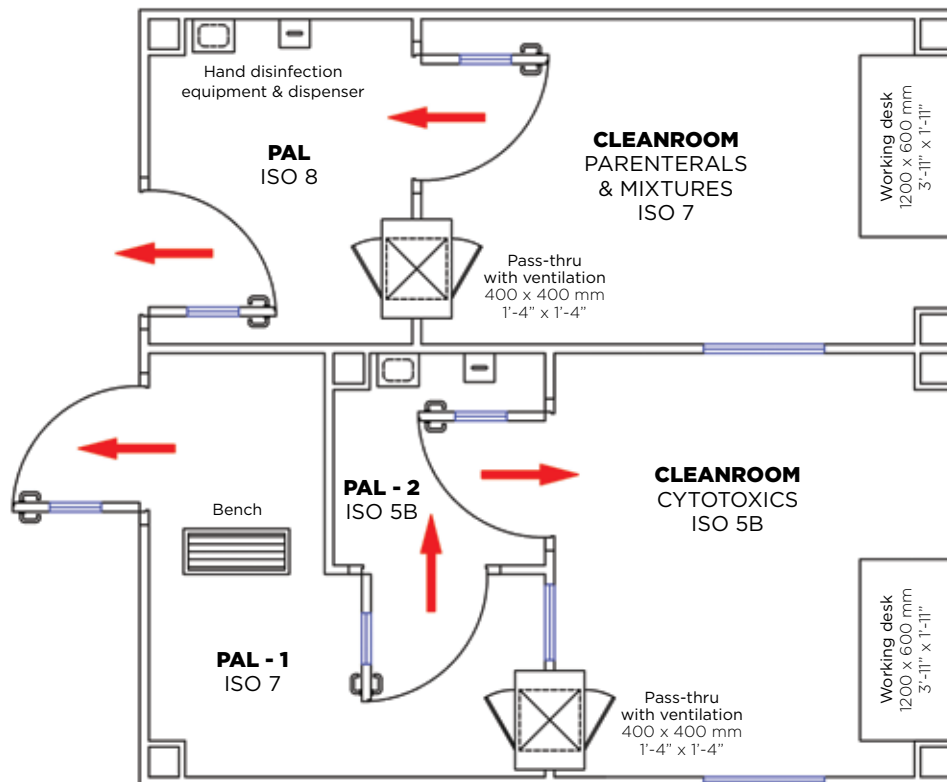 Hand disinfection
equipment & dispenser
PAL
ISO 8
CLEANROOM
PARENTERALS
& MIXTURES
ISO 7
Working desk
1200 x 600 mm
3'-11" x 1'-11"
Pass-thru
with ventilation
400 x 400 mm
1'-4" x 1'-4"
PAL - 2
ISO 5B
CLEANROOM
CYTOTOXICS
ISO 5B
Bench
PAL - 1
ISO 7
Working desk
1200 x 600 mm
3'-11" x 1'-11"
Pass-thru
with ventilation
400 x 400 mm
1'-4" x 1'-4"